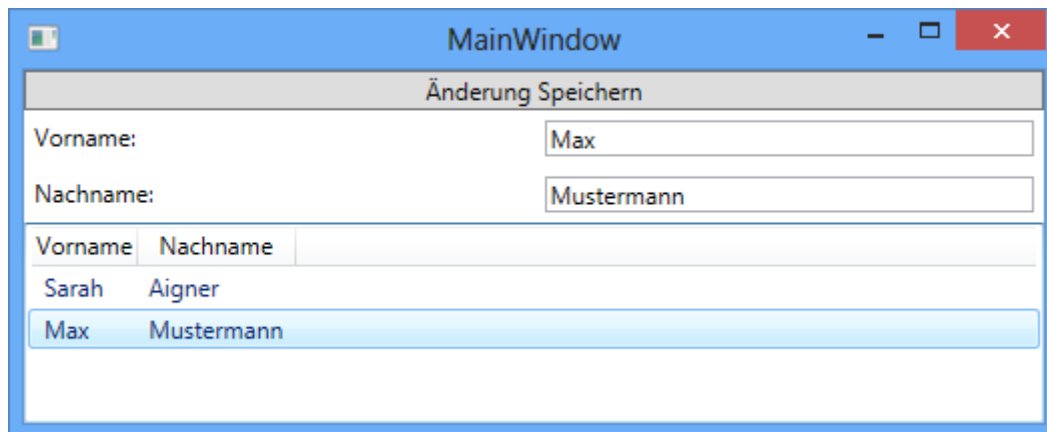 MainWindow
Änderung Speichern
Vorname: Max
Nachname: Mustermann
Vorname Nachname
Sarah Aigner
Max Mustermann